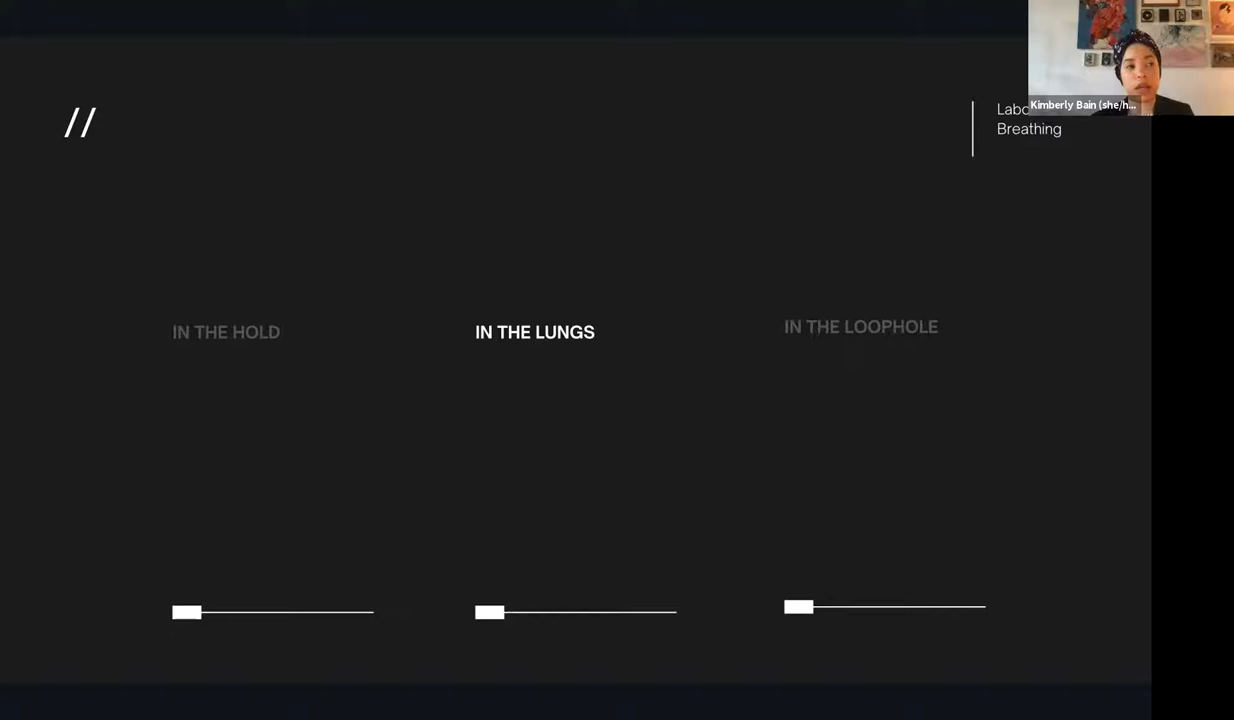 //
Kimberly Bain (she/h...
Breathing
IN THE HOLD
IN THE LUNGS
IN THE LOOPHOLE